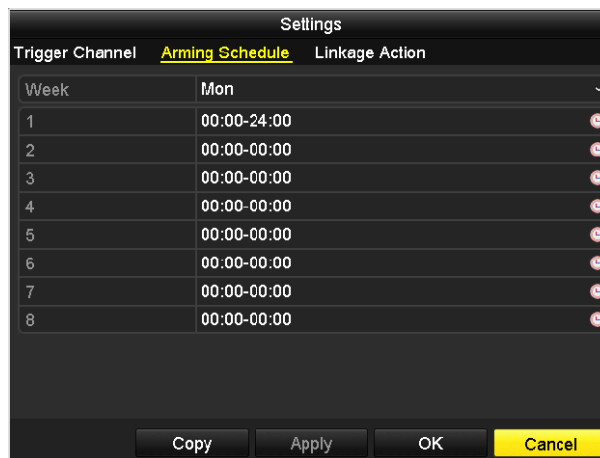 Settings
Trigger Channel Arming Schedule Linkage Action
Week Mon
1 00:00-24:00
2 00:00-00:00
3 00:00-00:00
4 00:00-00:00
5 00:00-00:00
6 00:00-00:00
7 00:00-00:00
8 00:00-00:00
Copy Apply OK Cancel